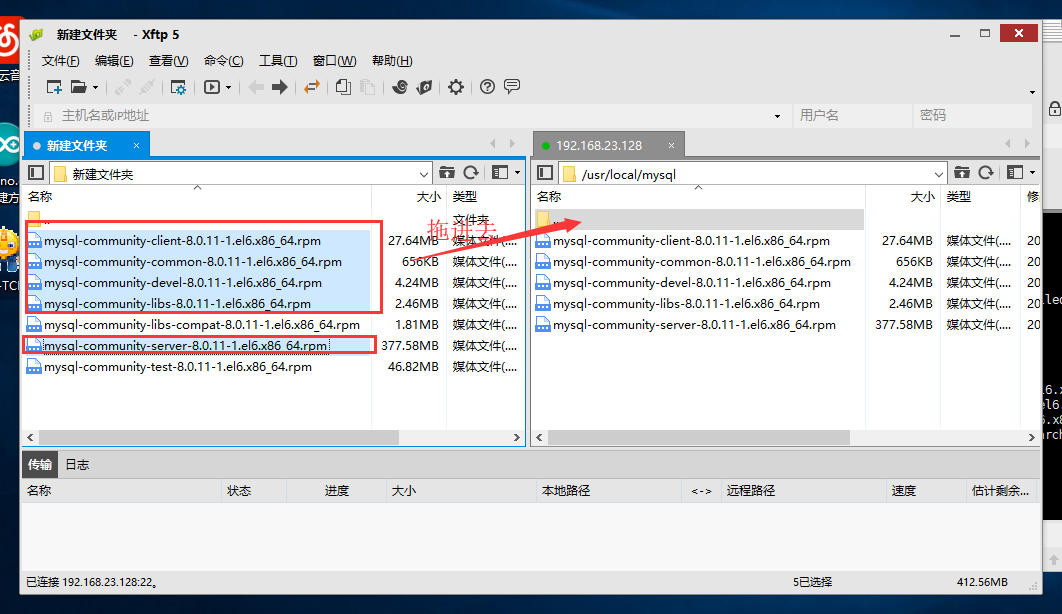 新建文件夹 - Xftp 5
文件(F) 编辑(E) 查看(V) 命令(C) 工具(T) 窗口(W) 帮助(H)
主机名或IP地址 用户名 密码
新建文件夹 × 192.168.23.128 ×
新建文件夹 /usr/local/mysql
名称 大小 类型 名称 大小 类型 修
.. 文件夹 ..
拖进去
mysql-community-client-8.0.11-1.el6.x86_64.rpm 27.64MB 媒体文件(.... mysql-community-client-8.0.11-1.el6.x86_64.rpm 27.64MB 媒体文件(.... 20
mysql-community-common-8.0.11-1.el6.x86_64.rpm 656KB 媒体文件(.... mysql-community-common-8.0.11-1.el6.x86_64.rpm 656KB 媒体文件(.... 20
mysql-community-devel-8.0.11-1.el6.x86_64.rpm 4.24MB 媒体文件(.... mysql-community-devel-8.0.11-1.el6.x86_64.rpm 4.24MB 媒体文件(.... 20
mysql-community-libs-8.0.11-1.el6.x86_64.rpm 2.46MB 媒体文件(.... mysql-community-libs-8.0.11-1.el6.x86_64.rpm 2.46MB 媒体文件(.... 20
mysql-community-libs-compat-8.0.11-1.el6.x86_64.rpm 1.81MB 媒体文件(.... mysql-community-server-8.0.11-1.el6.x86_64.rpm 377.58MB 媒体文件(.... 20
mysql-community-server-8.0.11-1.el6.x86_64.rpm 377.58MB 媒体文件(....
mysql-community-test-8.0.11-1.el6.x86_64.rpm 46.82MB 媒体文件(....
传输 日志
名称 状态 进度 大小 本地路径 <-> 远程路径 速度 估计剩余...
已连接 192.168.23.128:22。 5已选择 412.56MB